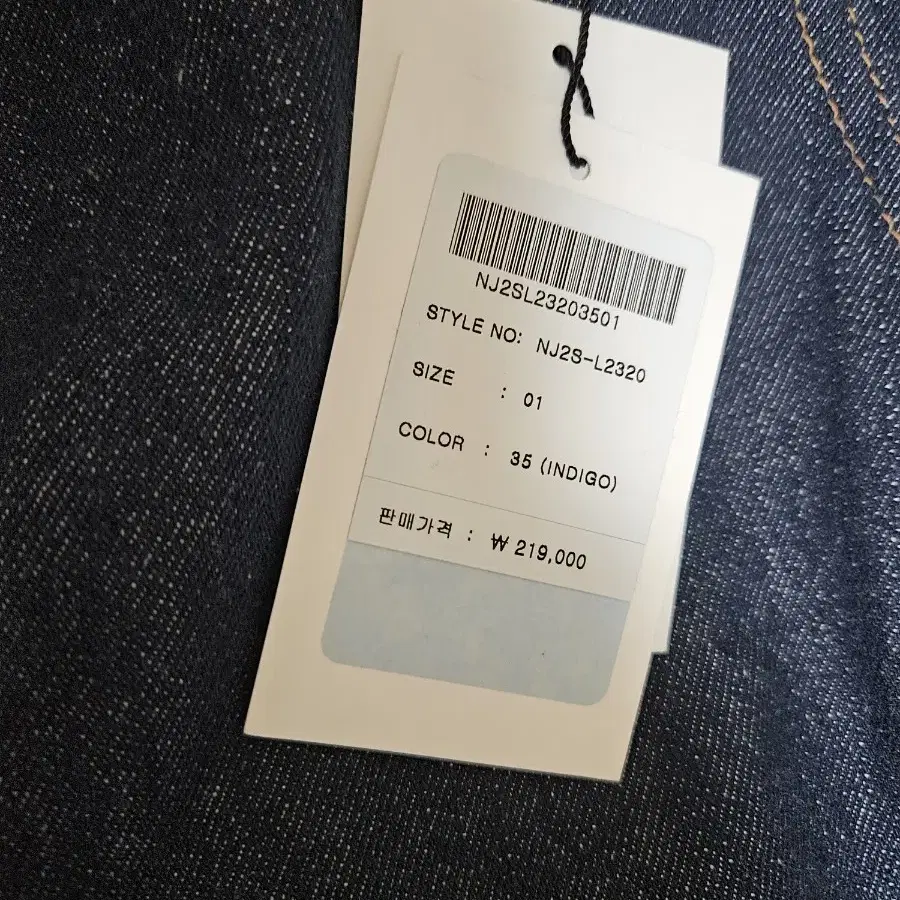 NJ2SL23203501
STYLE NO: NJ2S-L2320
SIZE : 01
COLOR : 35 (INDIGO)
판매가격 : ₩ 219,000